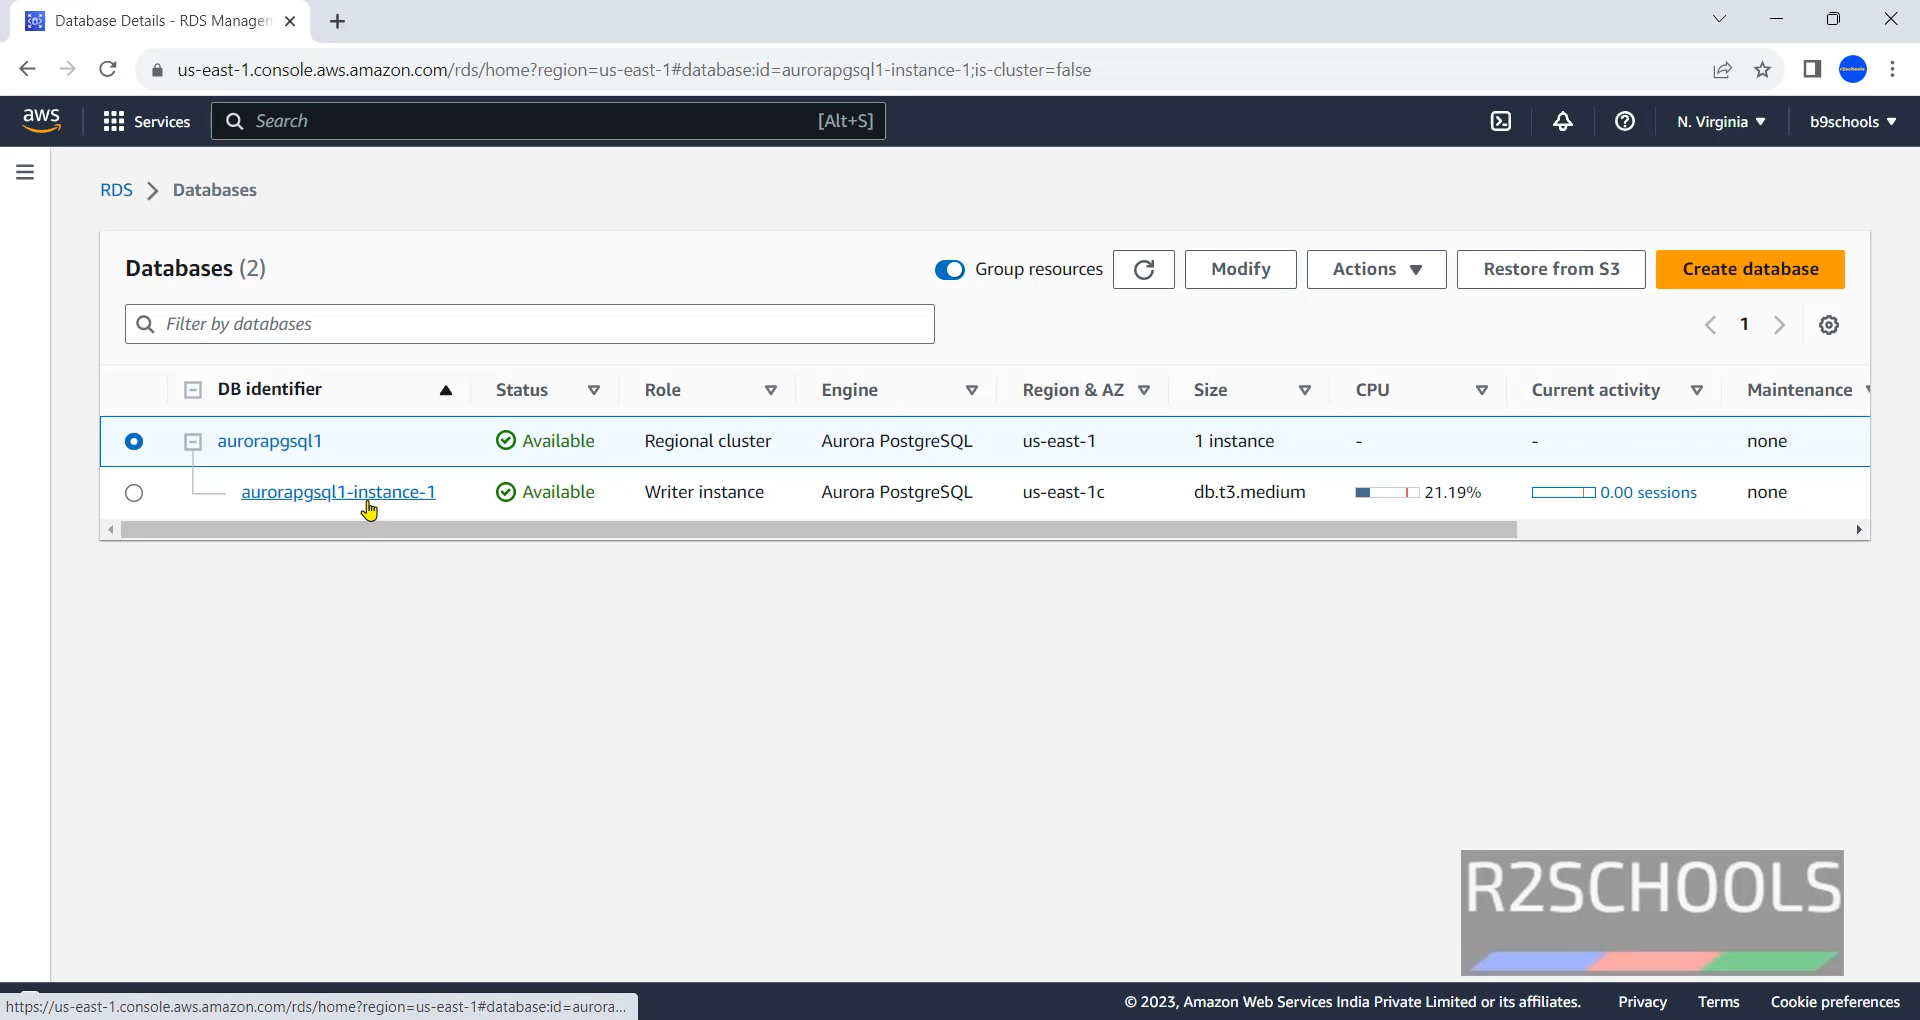 Database Details - RDS Manager
us-east-1.console.aws.amazon.com/rds/home?region=us-east-1#database:id=aurorapgsql1-instance-1;is-cluster=false
aws Services Search [Alt+S] N. Virginia b9schools
RDS Databases
Databases (2) Group resources Modify Actions Restore from S3 Create database
Filter by databases 1
DB identifier Status Role Engine Region & AZ Size CPU Current activity Maintenance
aurorapgsql1 Available Regional cluster Aurora PostgreSQL us-east-1 1 instance - - none
aurorapgsql1-instance-1 Available Writer instance Aurora PostgreSQL us-east-1c db.t3.medium 21.19% 0.00 sessions none
R2SCHOOLS
https://us-east-1.console.aws.amazon.com/rds/home?region=us-east-1#database:id=aurora... © 2023, Amazon Web Services India Private Limited or its affiliates. Privacy Terms Cookie preferences